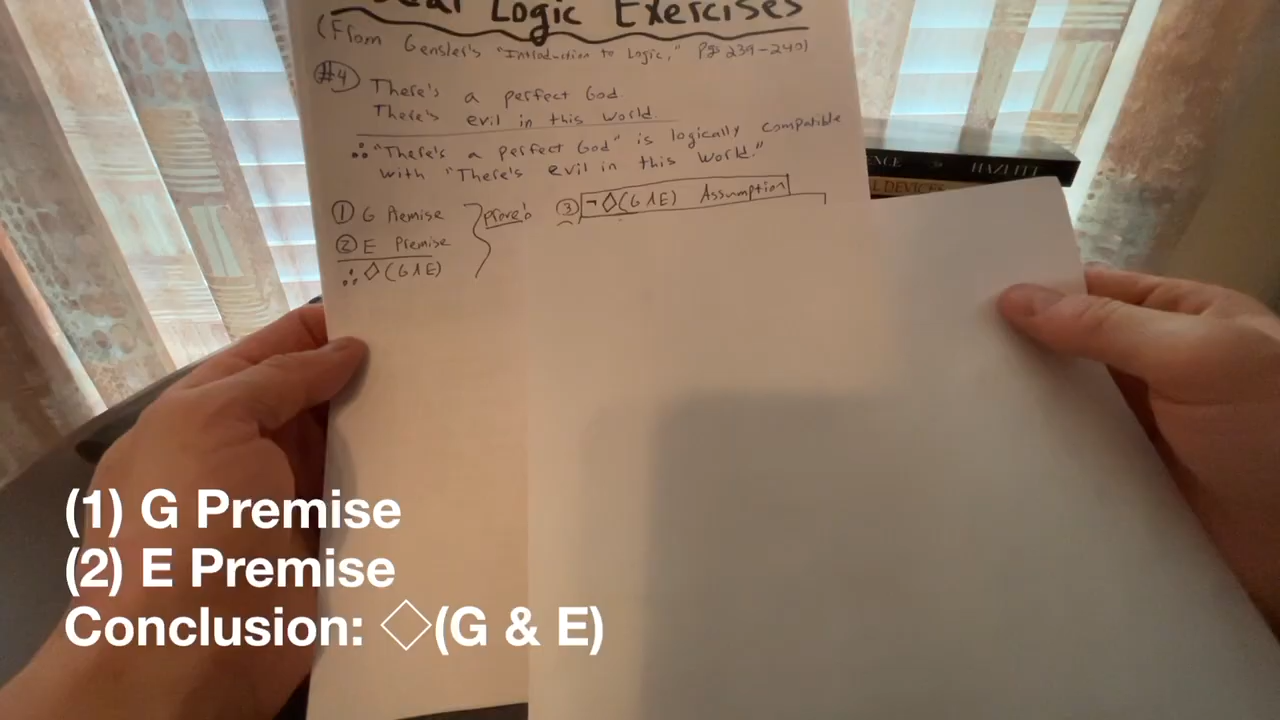 Logic Exercises
(From Gensler's "Introduction to Logic," Pg 239-240)
#4 There's a perfect God.
There's evil in this world.
∴ "There's a perfect God" is logically compatible
with "There's evil in this world."
① G Premise
② E Premise
∴ ◇(G∧E)
Prove:
③ ¬◇(G∧E) Assumption
ENCE HAZLITT
L DEVICES
(1) G Premise
(2) E Premise
Conclusion: ◇(G & E)